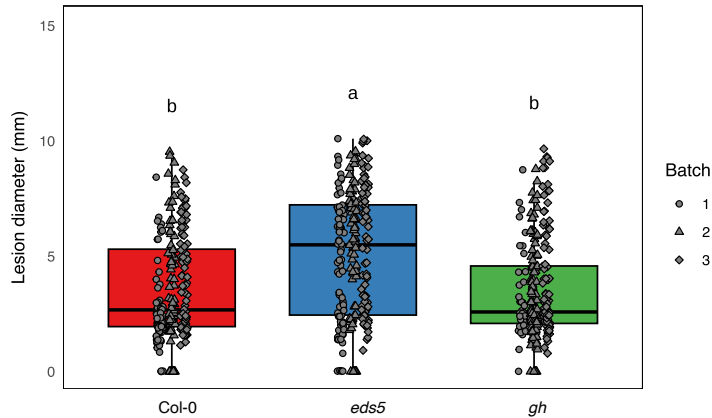 15
b
a
b
10
Lesion diameter (mm)
Batch
1
2
3
5
0
Col-0
eds5
gh